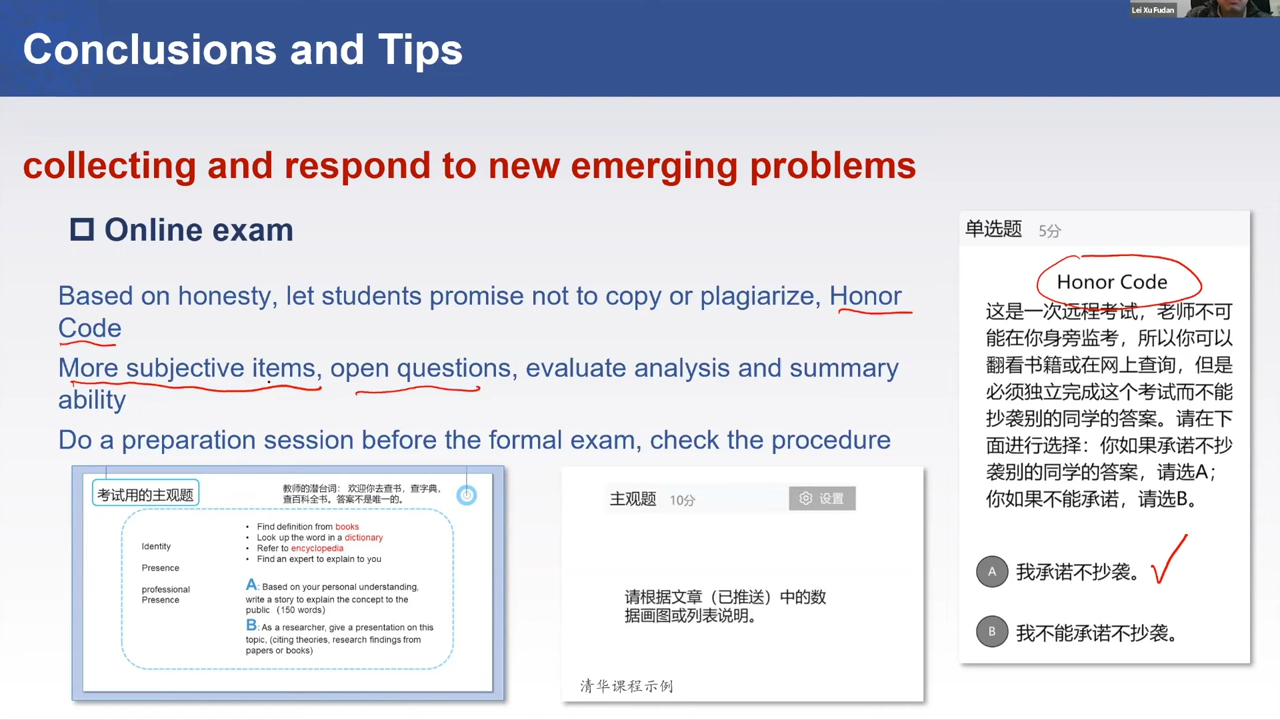 Lei Xu Fudan
Conclusions and Tips
collecting and respond to new emerging problems
Online exam
Based on honesty, let students promise not to copy or plagiarize, Honor
Code
More subjective items, open questions, evaluate analysis and summary
ability
Do a preparation session before the formal exam, check the procedure
考试用的主观题
教师的潜台词: 欢迎你去查书，查字典，
查百科全书。答案不是唯一的。
Identity
Presence
professional
Presence
• Find definition from books
• Look up the word in a dictionary
• Refer to encyclopedia
• Find an expert to explain to you
A: Based on your personal understanding,
write a story to explain the concept to the
public （150 words）
B: As a researcher, give a presentation on this
topic, (citing theories, research findings from
papers or books)
主观题 10分 设置
请根据文章（已推送）中的数
据画图或列表说明。
清华课程示例
单选题 5分
Honor Code
这是一次远程考试，老师不可
能在你身旁监考，所以你可以
翻看书籍或在网上查询，但是
必须独立完成这个考试而不能
抄袭别的同学的答案。请在下
面进行选择：你如果承诺不抄
袭别的同学的答案，请选A；
你如果不能承诺，请选B。
A 我承诺不抄袭。
B 我不能承诺不抄袭。